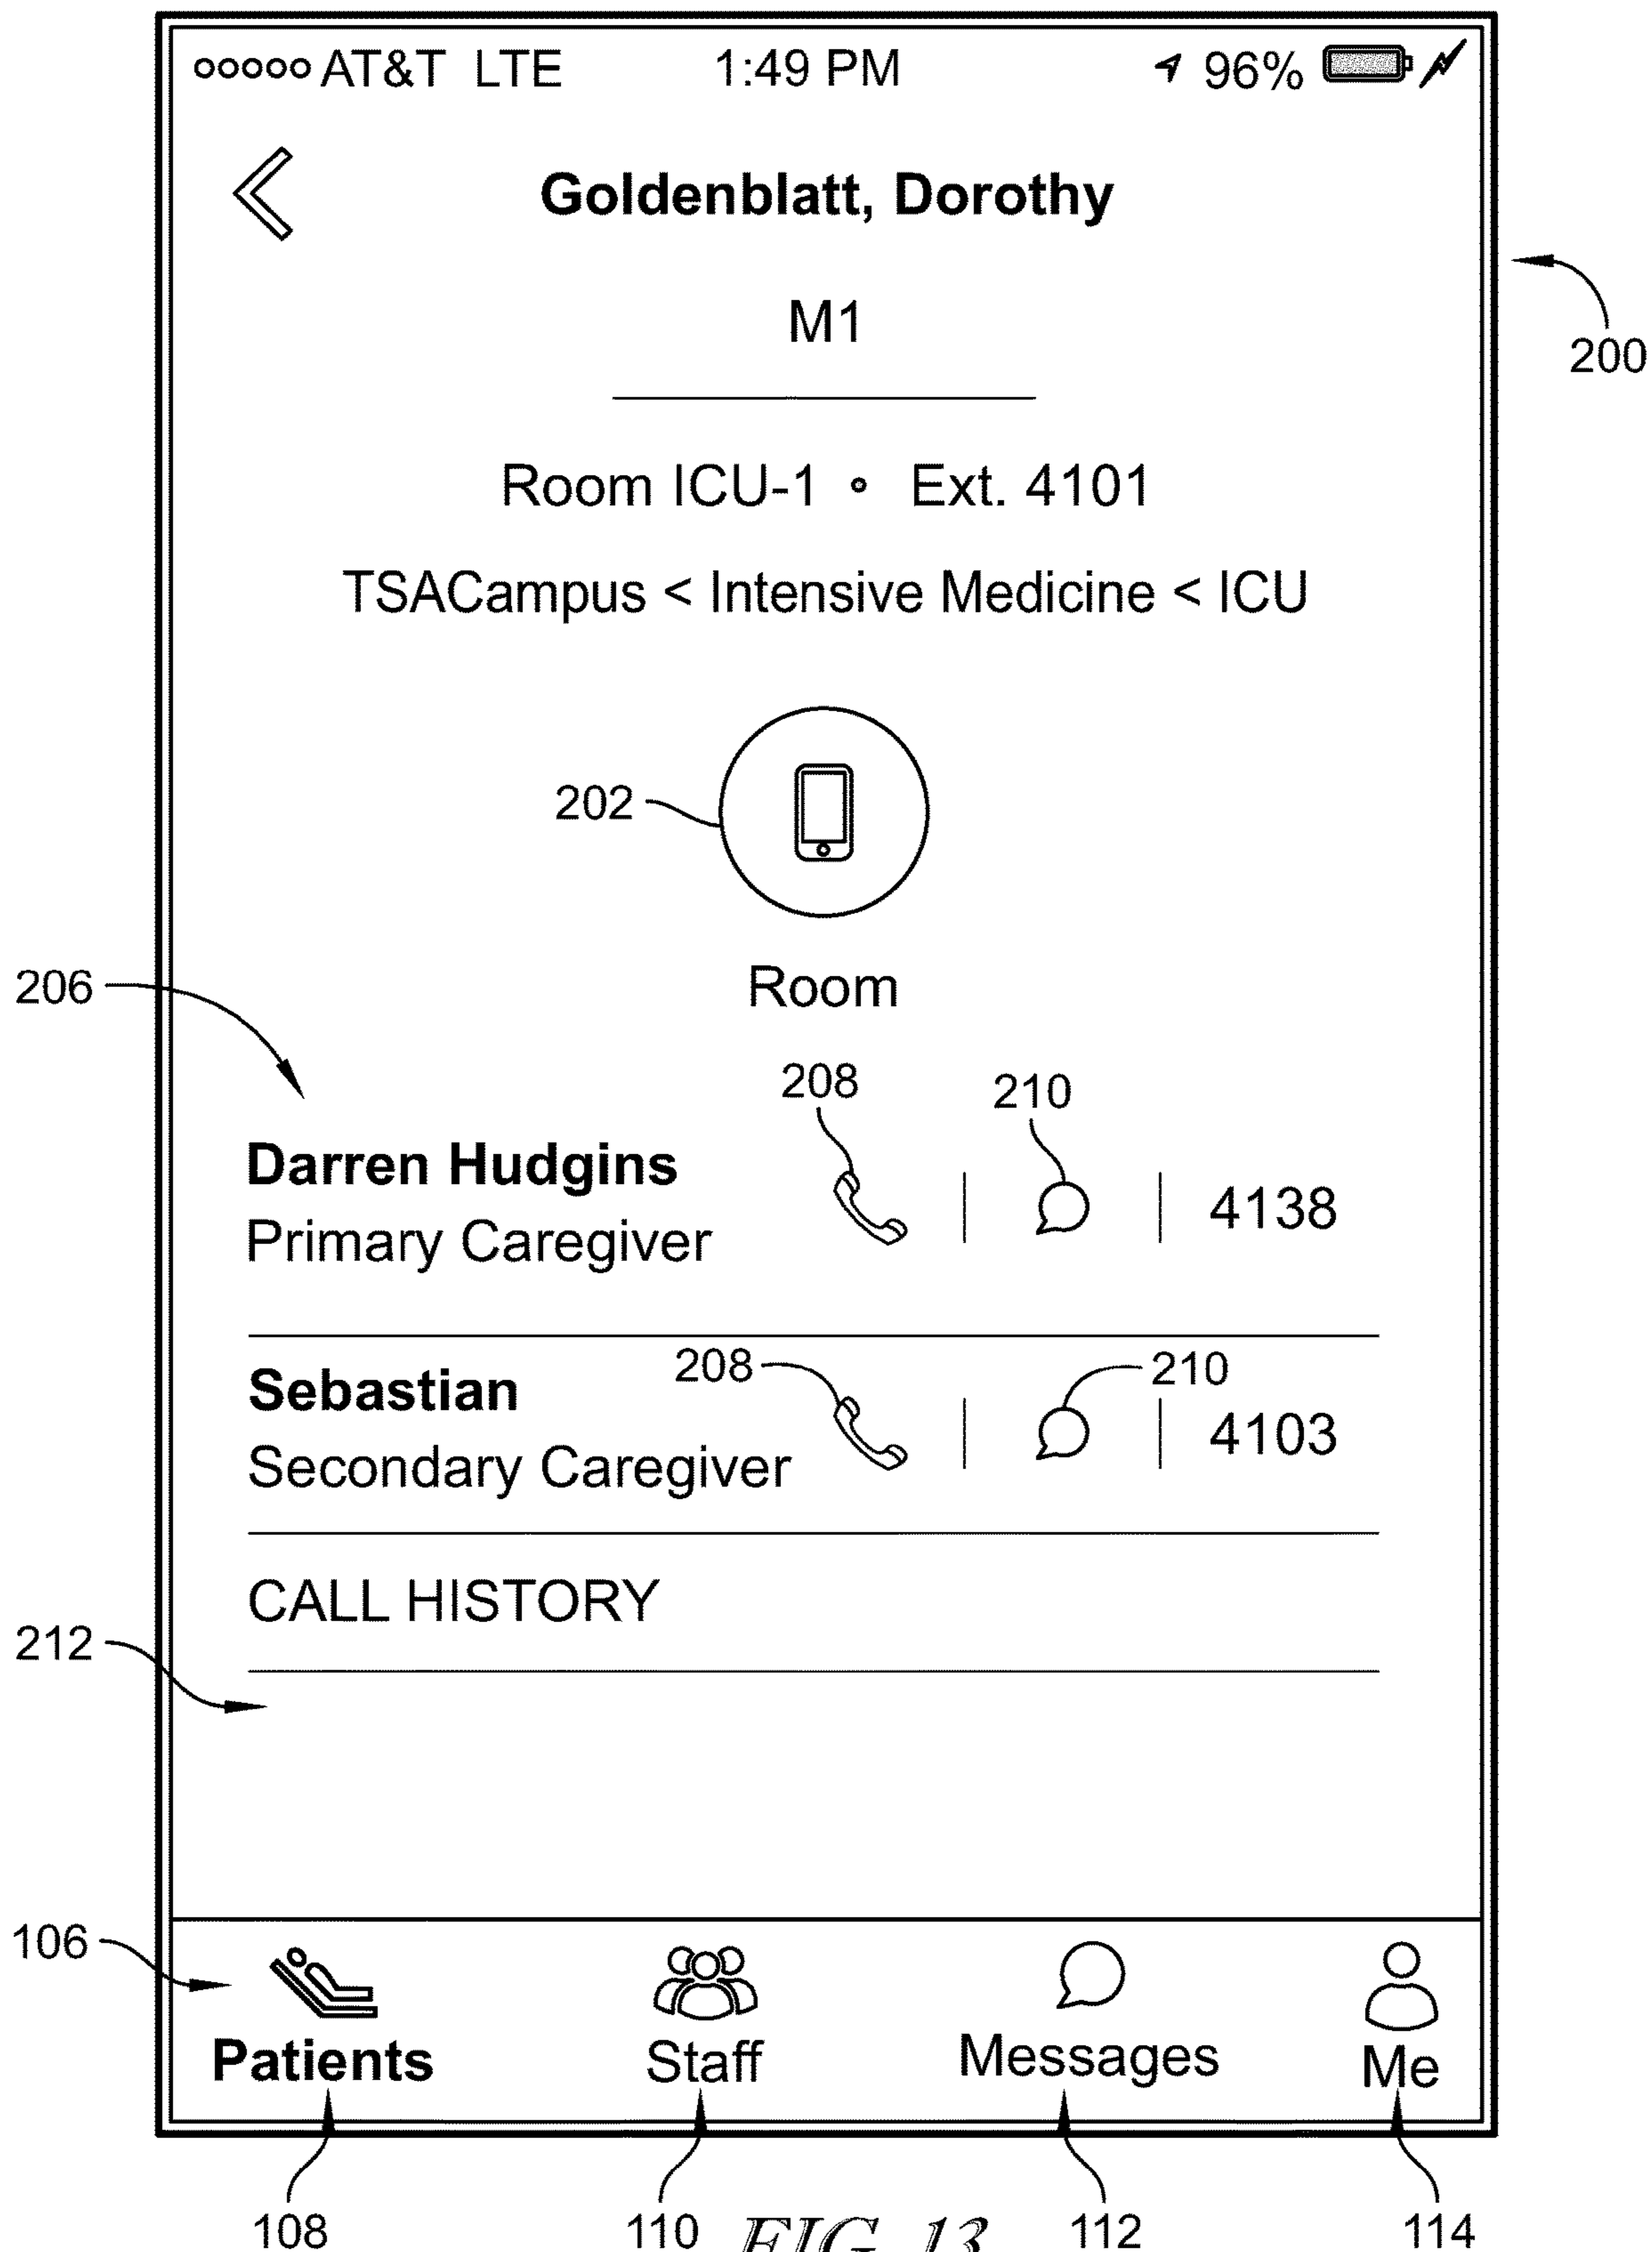 AT&T LTE 1:49 PM 96%
Goldenblatt, Dorothy
M1
200
Room ICU-1 ∘ Ext. 4101
TSACampus < Intensive Medicine < ICU
202
Room
206
208 210
Darren Hudgins
Primary Caregiver
4138
208 210
Sebastian
Secondary Caregiver
4103
CALL HISTORY
212
106
Patients Staff Messages Me
108 110 FIG. 13 112 114